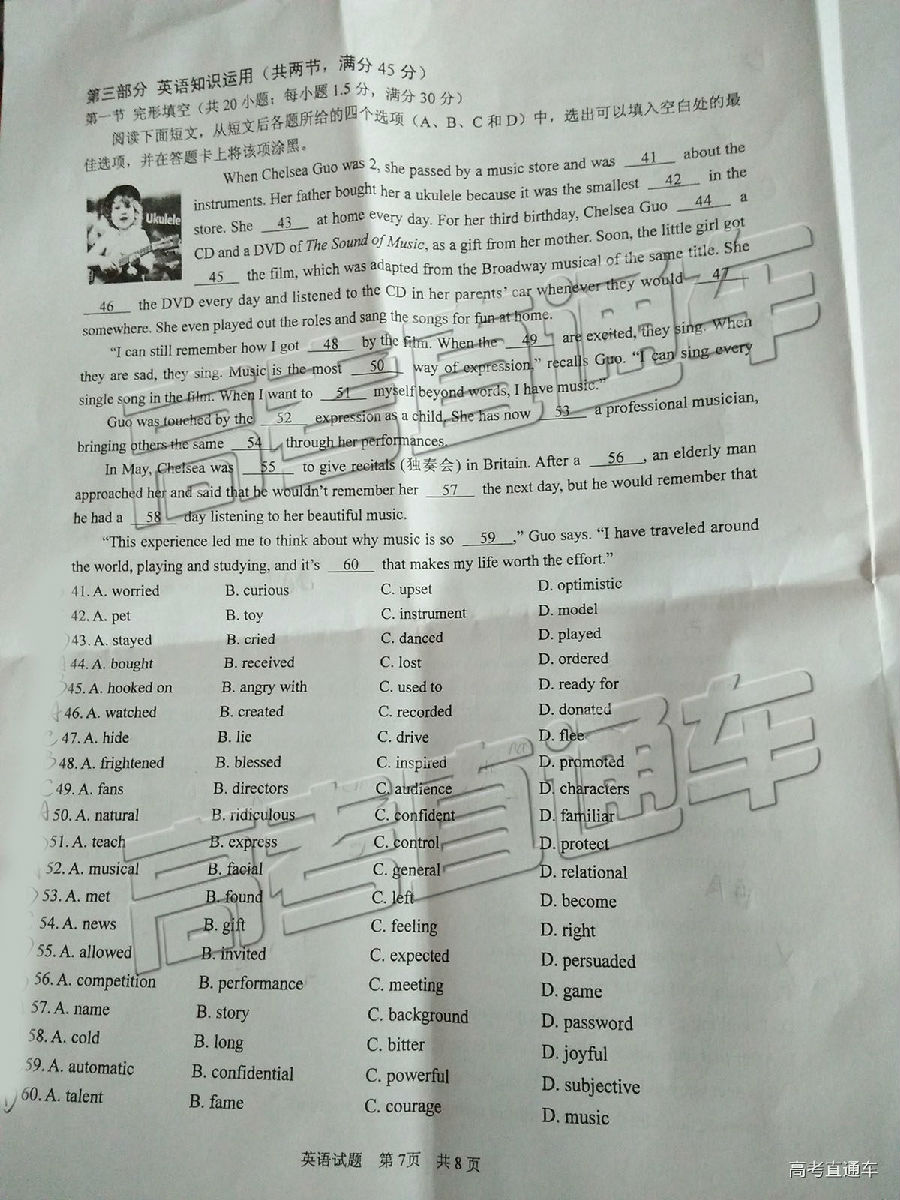 第三部分 英语知识运用（共两节，满分 45 分）
第一节 完形填空（共 20 小题；每小题 1.5 分，满分 30 分）
阅读下面短文，从短文后各题所给的四个选项（A、B、C 和 D）中，选出可以填入空白处的最
佳选项，并在答题卡上将该项涂黑。
When Chelsea Guo was 2, she passed by a music store and was 41 about the
instruments. Her father bought her a ukulele because it was the smallest 42 in the
Ukulele
store. She 43 at home every day. For her third birthday, Chelsea Guo 44 a
CD and a DVD of The Sound of Music, as a gift from her mother. Soon, the little girl got
45 the film, which was adapted from the Broadway musical of the same title. She
46 the DVD every day and listened to the CD in her parents' car whenever they would 47
somewhere. She even played out the roles and sang the songs for fun at home.
"I can still remember how I got 48 by the film. When the 49 are excited, they sing. When
they are sad, they sing. Music is the most 50 way of expression," recalls Guo. "I can sing every
single song in the film. When I want to 51 myself beyond words, I have music."
Guo was touched by the 52 expression as a child. She has now 53 a professional musician,
bringing others the same 54 through her performances.
In May, Chelsea was 55 to give recitals (独奏会) in Britain. After a 56, an elderly man
approached her and said that he wouldn't remember her 57 the next day, but he would remember that
he had a 58 day listening to her beautiful music.
"This experience led me to think about why music is so 59," Guo says. "I have traveled around
the world, playing and studying, and it's 60 that makes my life worth the effort."
41. A. worried B. curious C. upset D. optimistic
42. A. pet B. toy C. instrument D. model
43. A. stayed B. cried C. danced D. played
44. A. bought B. received C. lost D. ordered
45. A. hooked on B. angry with C. used to D. ready for
46. A. watched B. created C. recorded D. donated
47. A. hide B. lie C. drive D. flee
48. A. frightened B. blessed C. inspired D. promoted
49. A. fans B. directors C. audience D. characters
50. A. natural B. ridiculous C. confident D. familiar
51. A. teach B. express C. control D. protect
52. A. musical B. facial C. general D. relational
53. A. met B. found C. left D. become
54. A. news B. gift C. feeling D. right
55. A. allowed B. invited C. expected D. persuaded
56. A. competition B. performance C. meeting D. game
57. A. name B. story C. background D. password
58. A. cold B. long C. bitter D. joyful
59. A. automatic B. confidential C. powerful D. subjective
60. A. talent B. fame C. courage D. music
英语试题 第 7页 共 8 页
高考直通车
高考直通车
高考直通车